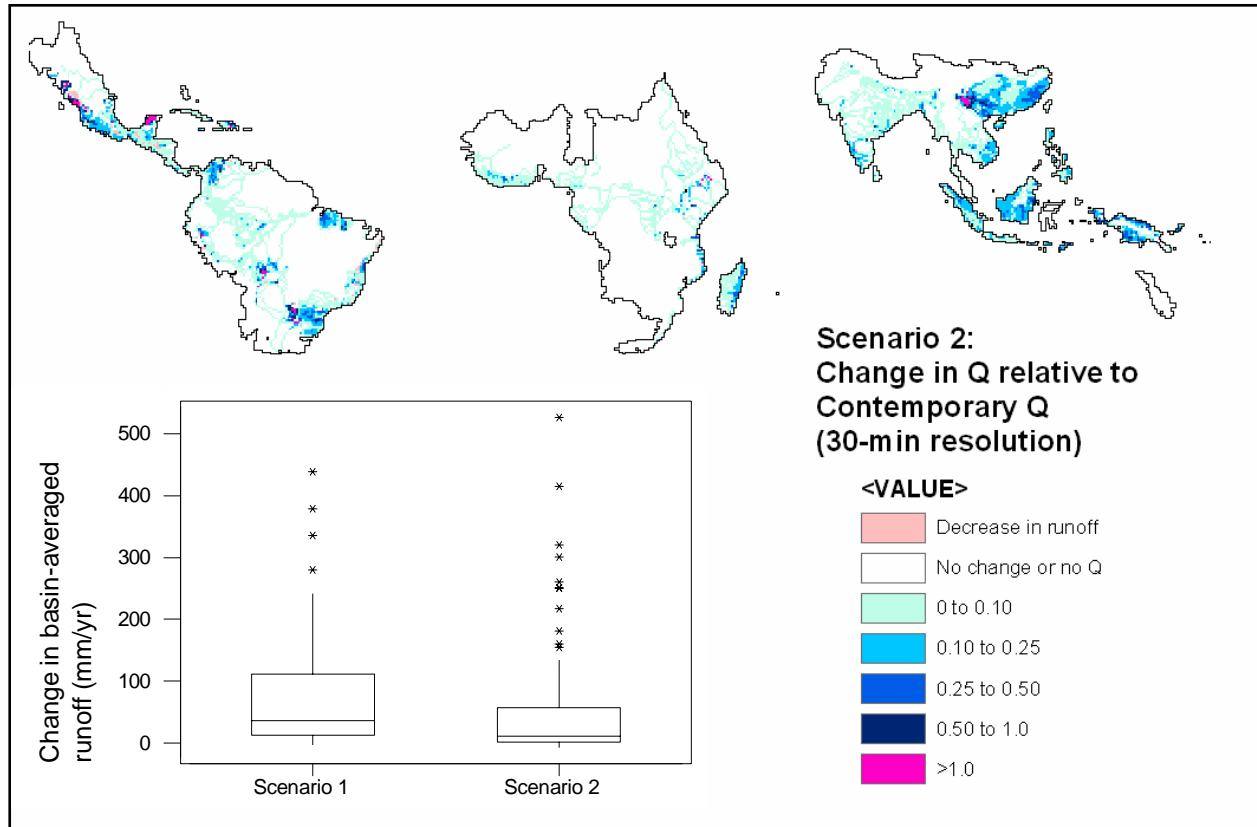 Scenario 2:
Change in Q relative to
Contemporary Q
(30-min resolution)
<VALUE>
Decrease in runoff
No change or no Q
0 to 0.10
0.10 to 0.25
0.25 to 0.50
0.50 to 1.0
>1.0
Change in basin-averaged
runoff (mm/yr)
500
400
300
200
100
0
Scenario 1
Scenario 2